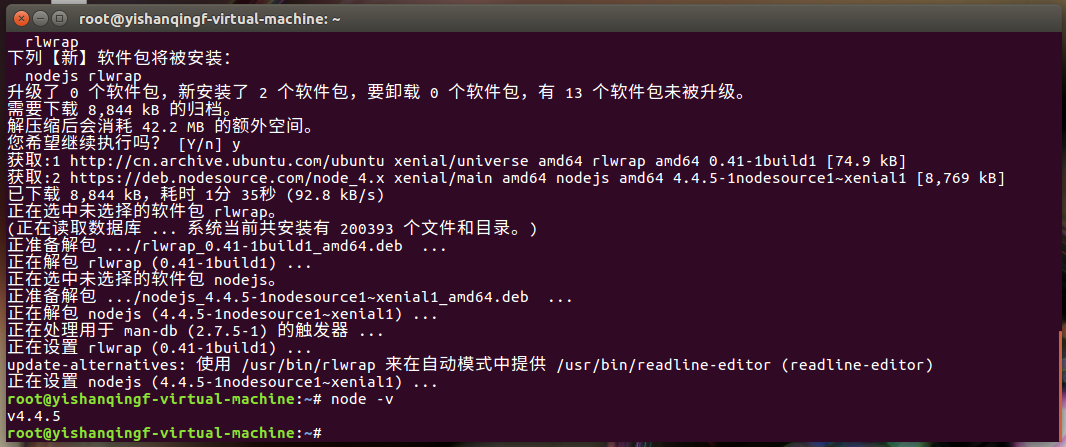 root@yishanqingf-virtual-machine: ~
rlwrap
下列【新】软件包将被安装：
nodejs rlwrap
升级了 0 个软件包，新安装了 2 个软件包，要卸载 0 个软件包，有 13 个软件包未被升级。
需要下载 8,844 kB 的归档。
解压缩后会消耗 42.2 MB 的额外空间。
您希望继续执行吗？ [Y/n] y
获取:1 http://cn.archive.ubuntu.com/ubuntu xenial/universe amd64 rlwrap amd64 0.41-1build1 [74.9 kB]
获取:2 https://deb.nodesource.com/node_4.x xenial/main amd64 nodejs amd64 4.4.5-1nodesource1~xenial1 [8,769 kB]
已下载 8,844 kB，耗时 1分 35秒 (92.8 kB/s)
正在选中未选择的软件包 rlwrap。
(正在读取数据库 ... 系统当前共安装有 200393 个文件和目录。)
正准备解包 .../rlwrap_0.41-1build1_amd64.deb  ...
正在解包 rlwrap (0.41-1build1) ...
正在选中未选择的软件包 nodejs。
正准备解包 .../nodejs_4.4.5-1nodesource1~xenial1_amd64.deb  ...
正在解包 nodejs (4.4.5-1nodesource1~xenial1) ...
正在处理用于 man-db (2.7.5-1) 的触发器 ...
正在设置 rlwrap (0.41-1build1) ...
update-alternatives: 使用 /usr/bin/rlwrap 来在自动模式中提供 /usr/bin/readline-editor (readline-editor)
正在设置 nodejs (4.4.5-1nodesource1~xenial1) ...
root@yishanqingf-virtual-machine:~# node -v
v4.4.5
root@yishanqingf-virtual-machine:~#